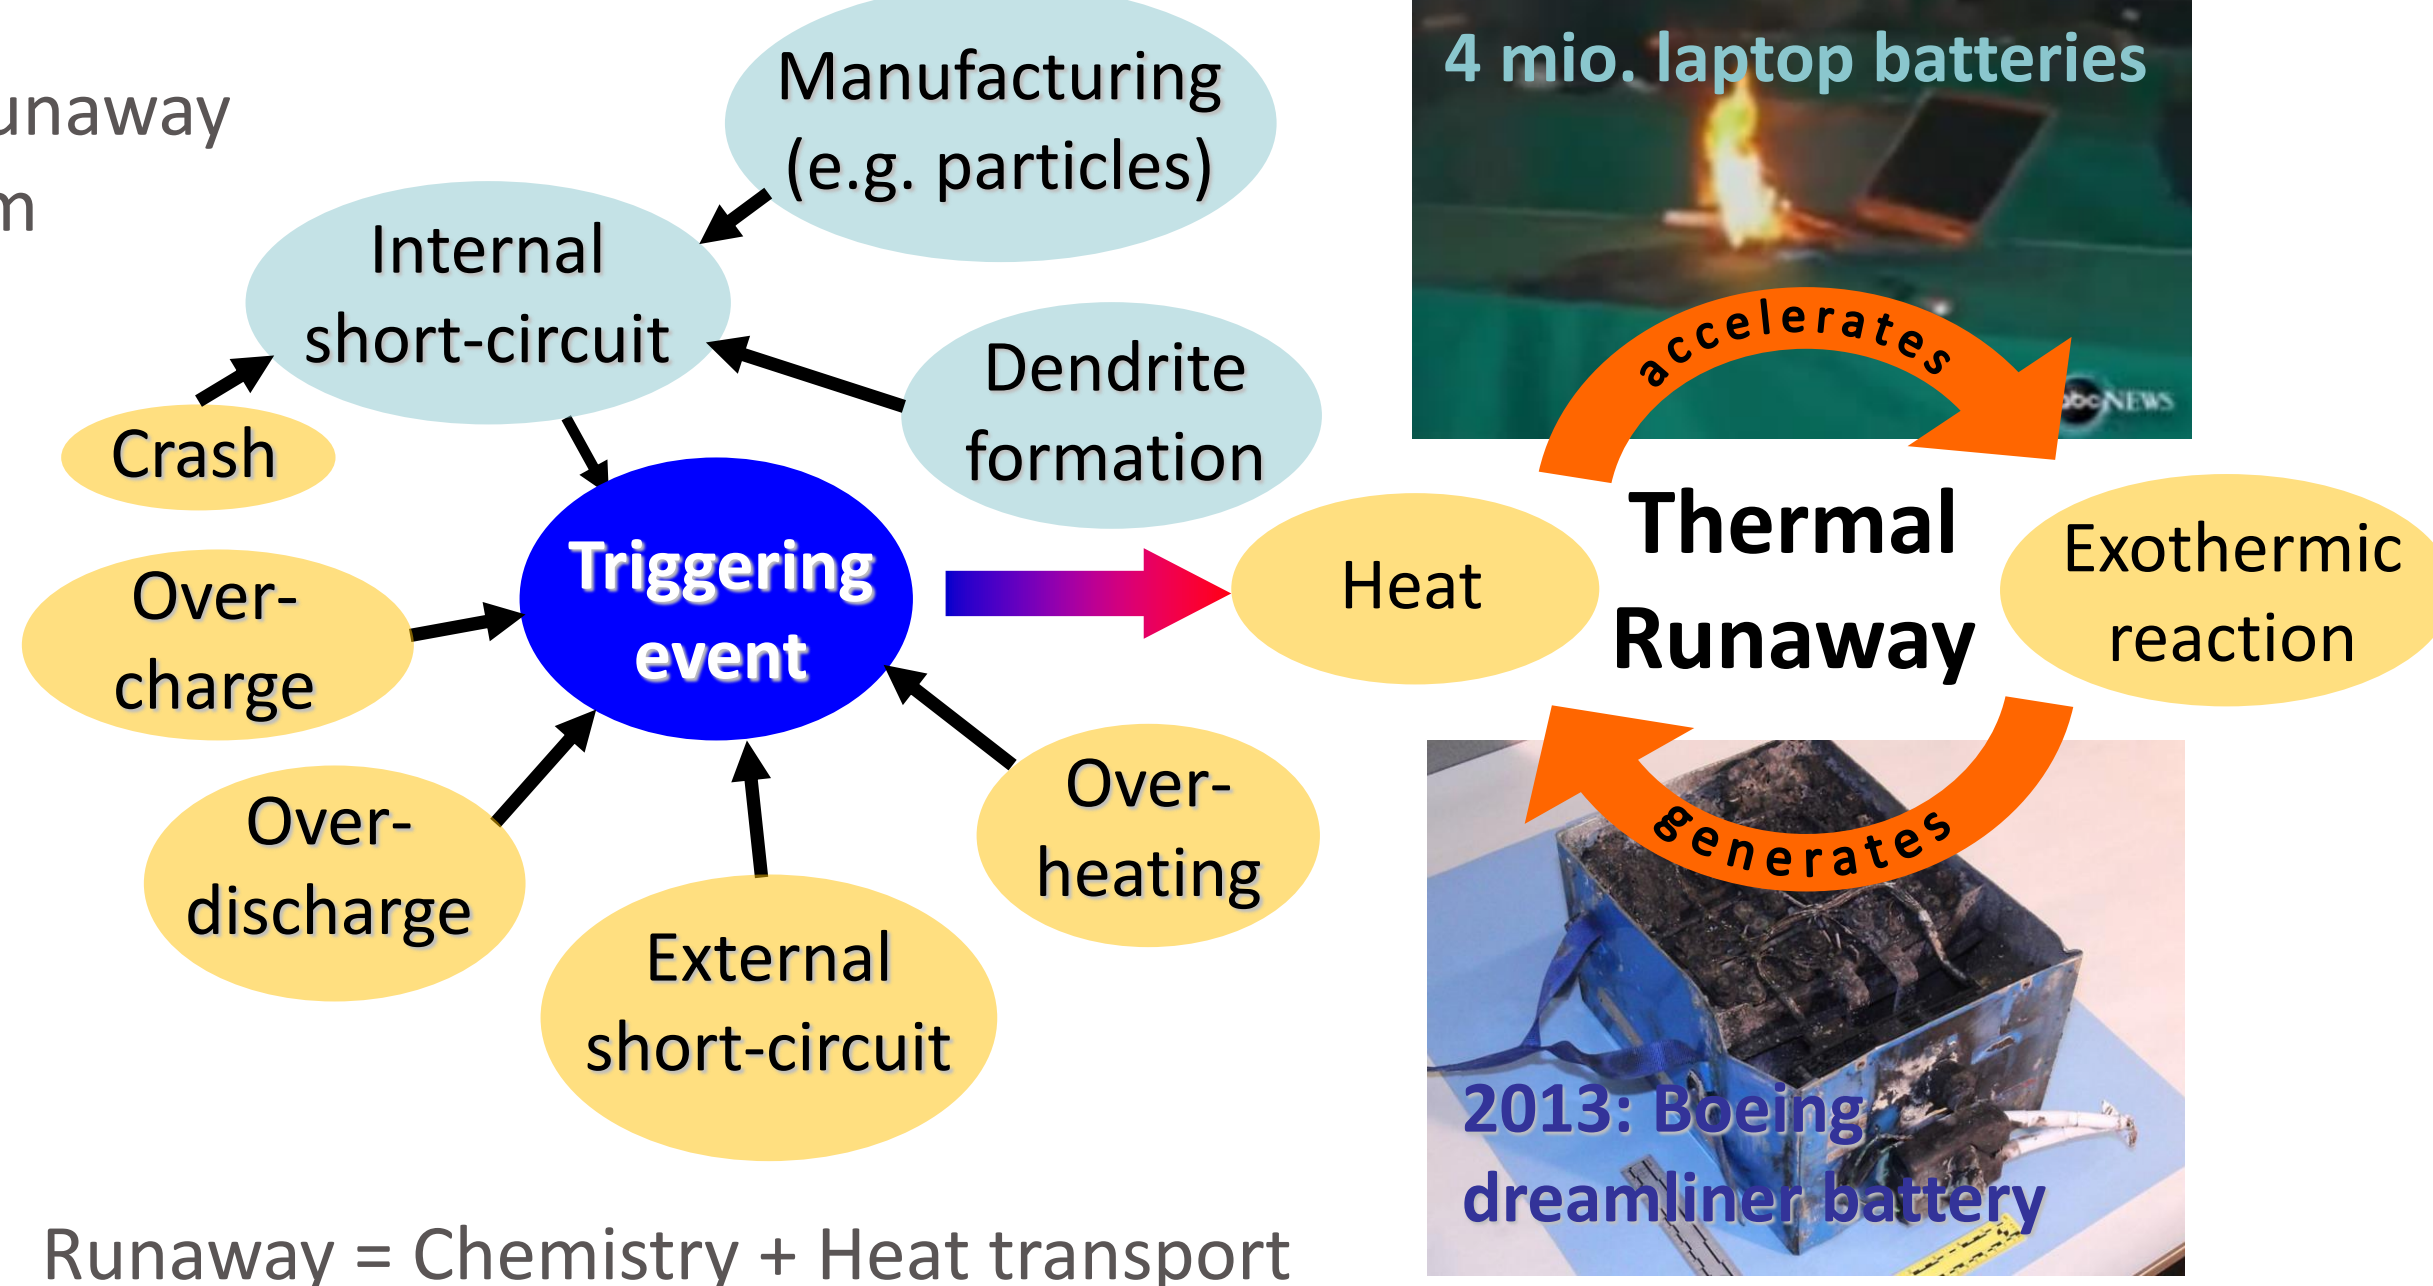 unaway
m
Manufacturing
(e.g. particles)
Internal
short-circuit
Dendrite
formation
Crash
Over-
charge
Over-
discharge
External
short-circuit
Over-
heating
Triggering
event
Heat
accelerates
Thermal
Runaway
Exothermic
reaction
generates
4 mio. laptop batteries
abc NEWS
2013: Boeing
dreamliner battery
Runaway = Chemistry + Heat transport